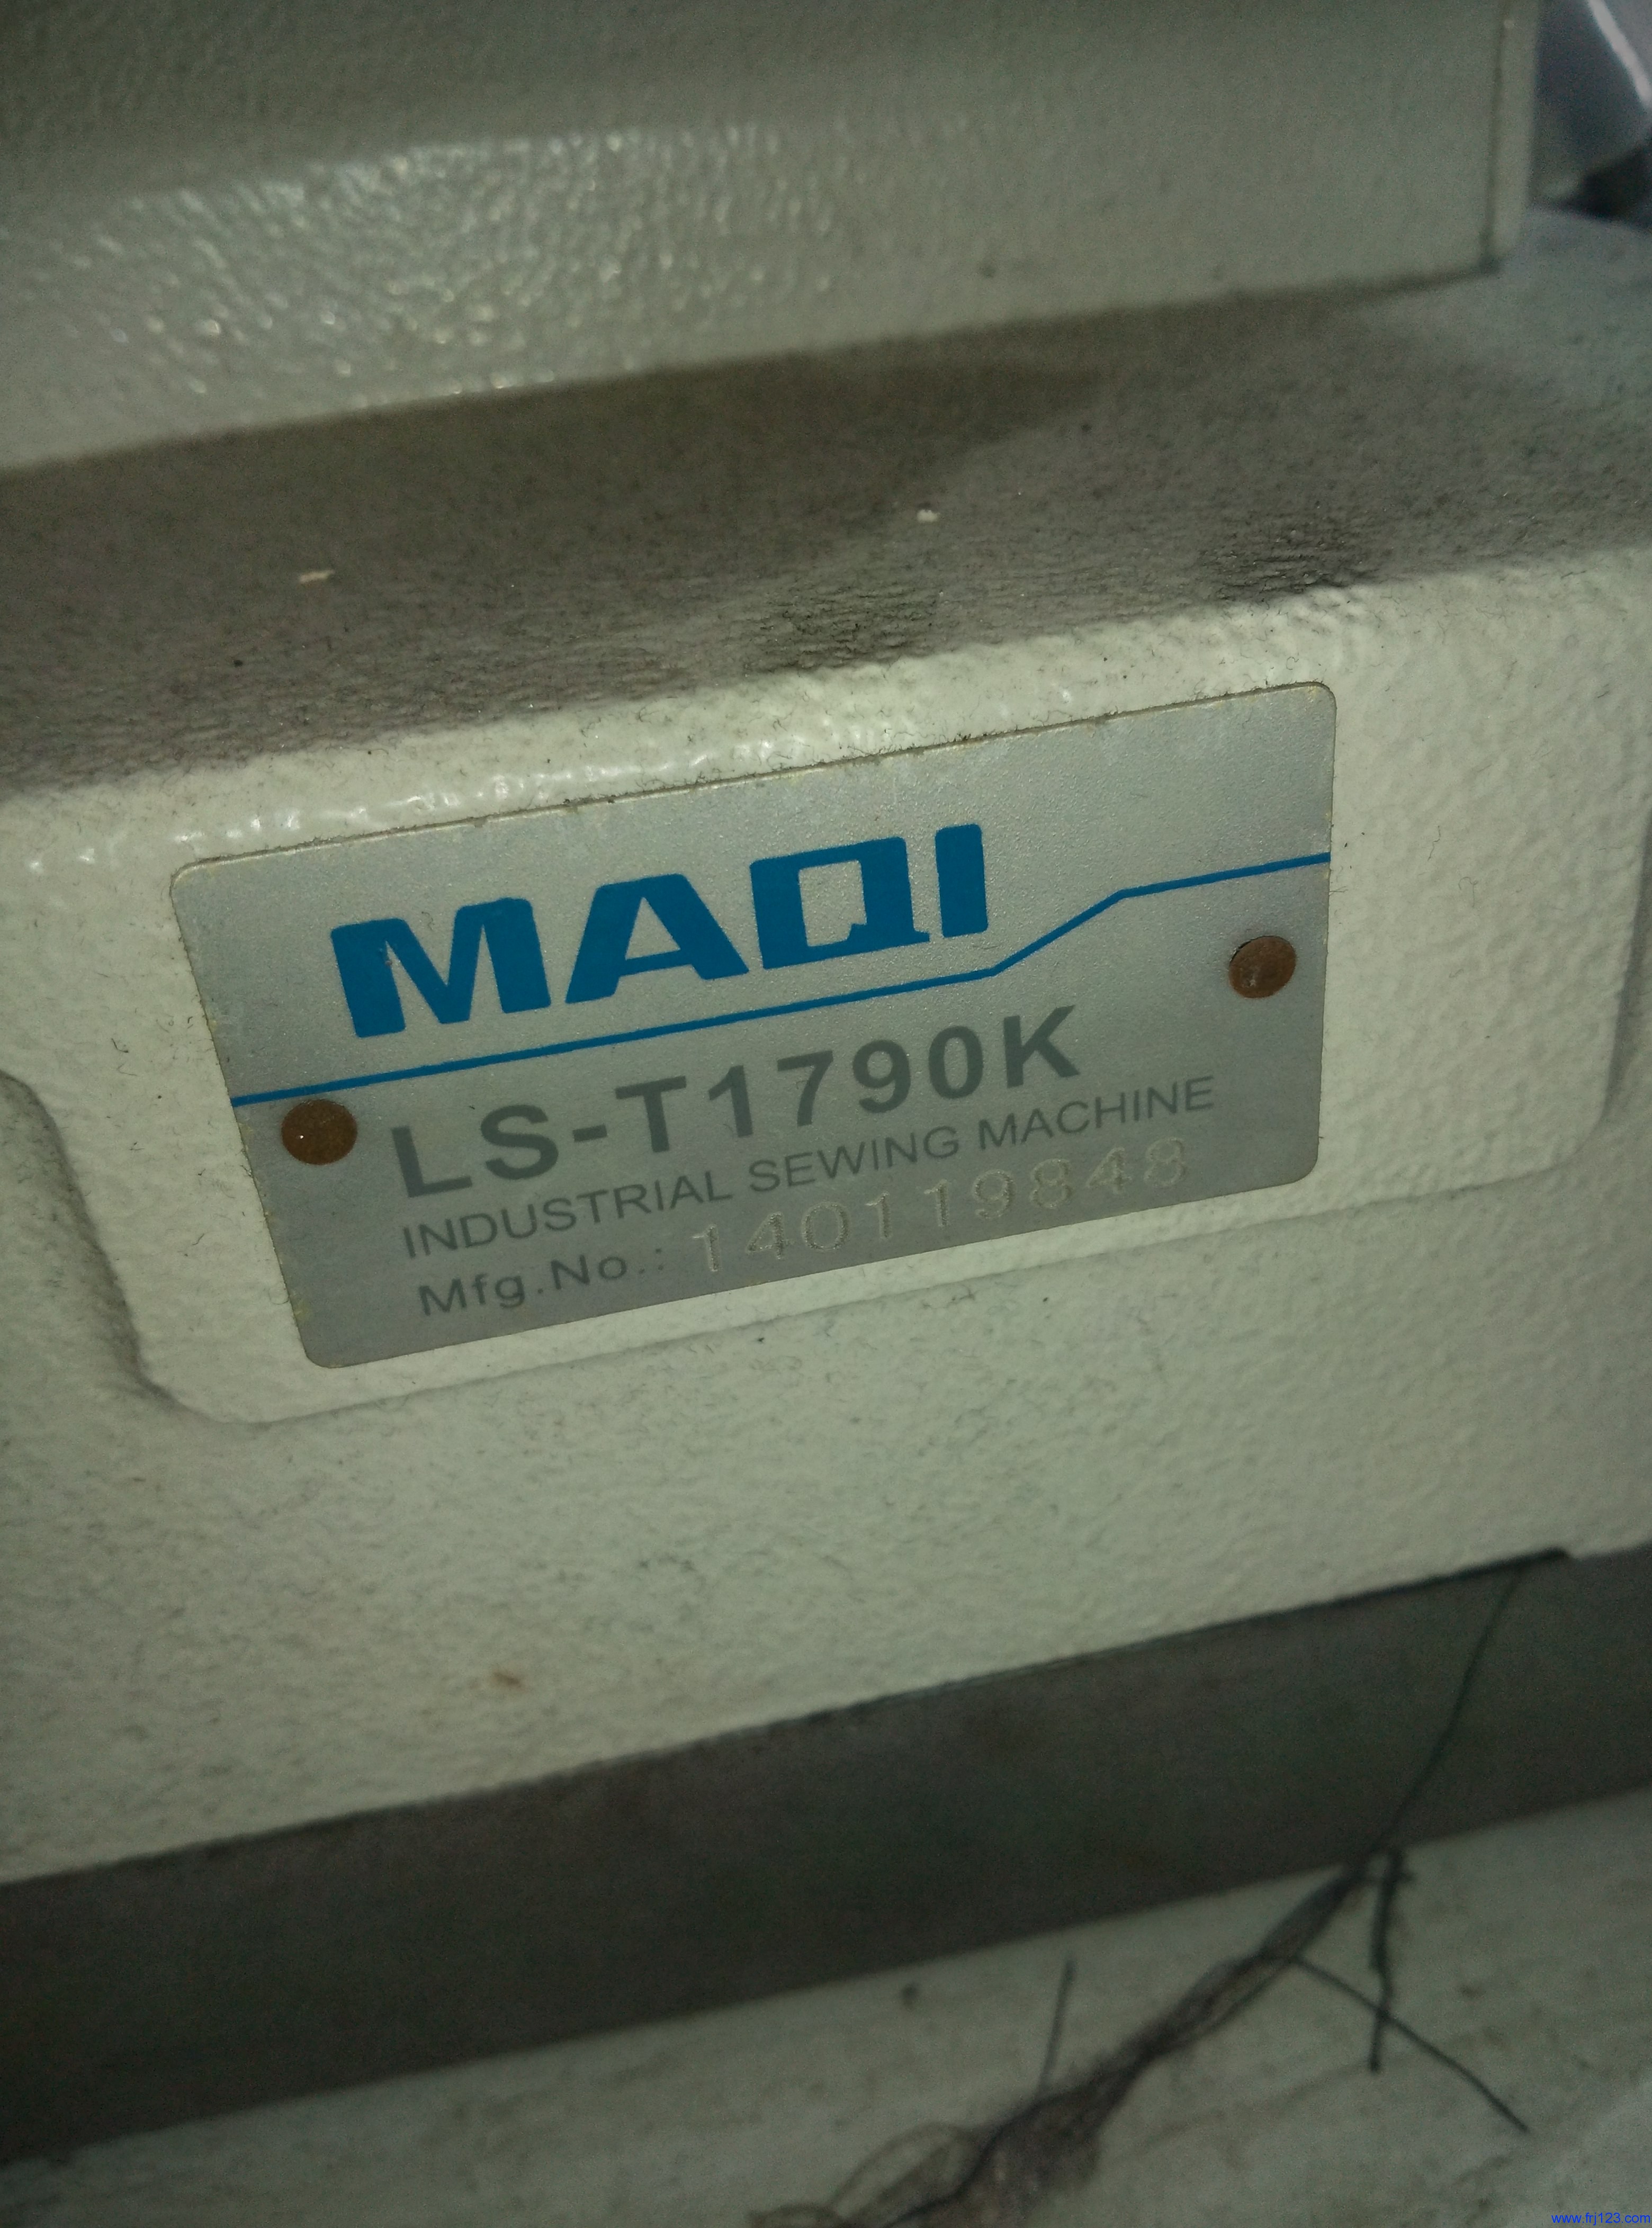 MAQI
LS-T1790K
INDUSTRIAL SEWING MACHINE
Mfg.No.: 140119848
www.frj123.com